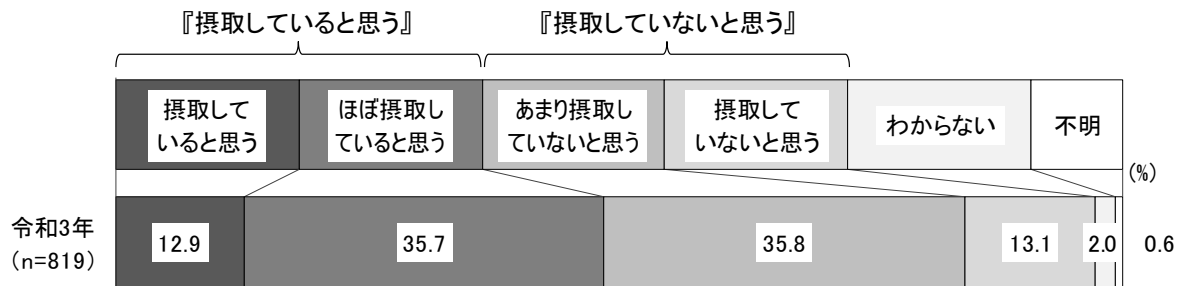 『摂取していると思う』 『摂取していないと思う』
摂取して
いると思う
ほぼ摂取し
ていると思う
あまり摂取し
ていないと思う
摂取して
いないと思う
わからない
不明
(%)
令和3年
(n=819)
12.9 35.7 35.8 13.1 2.0 0.6